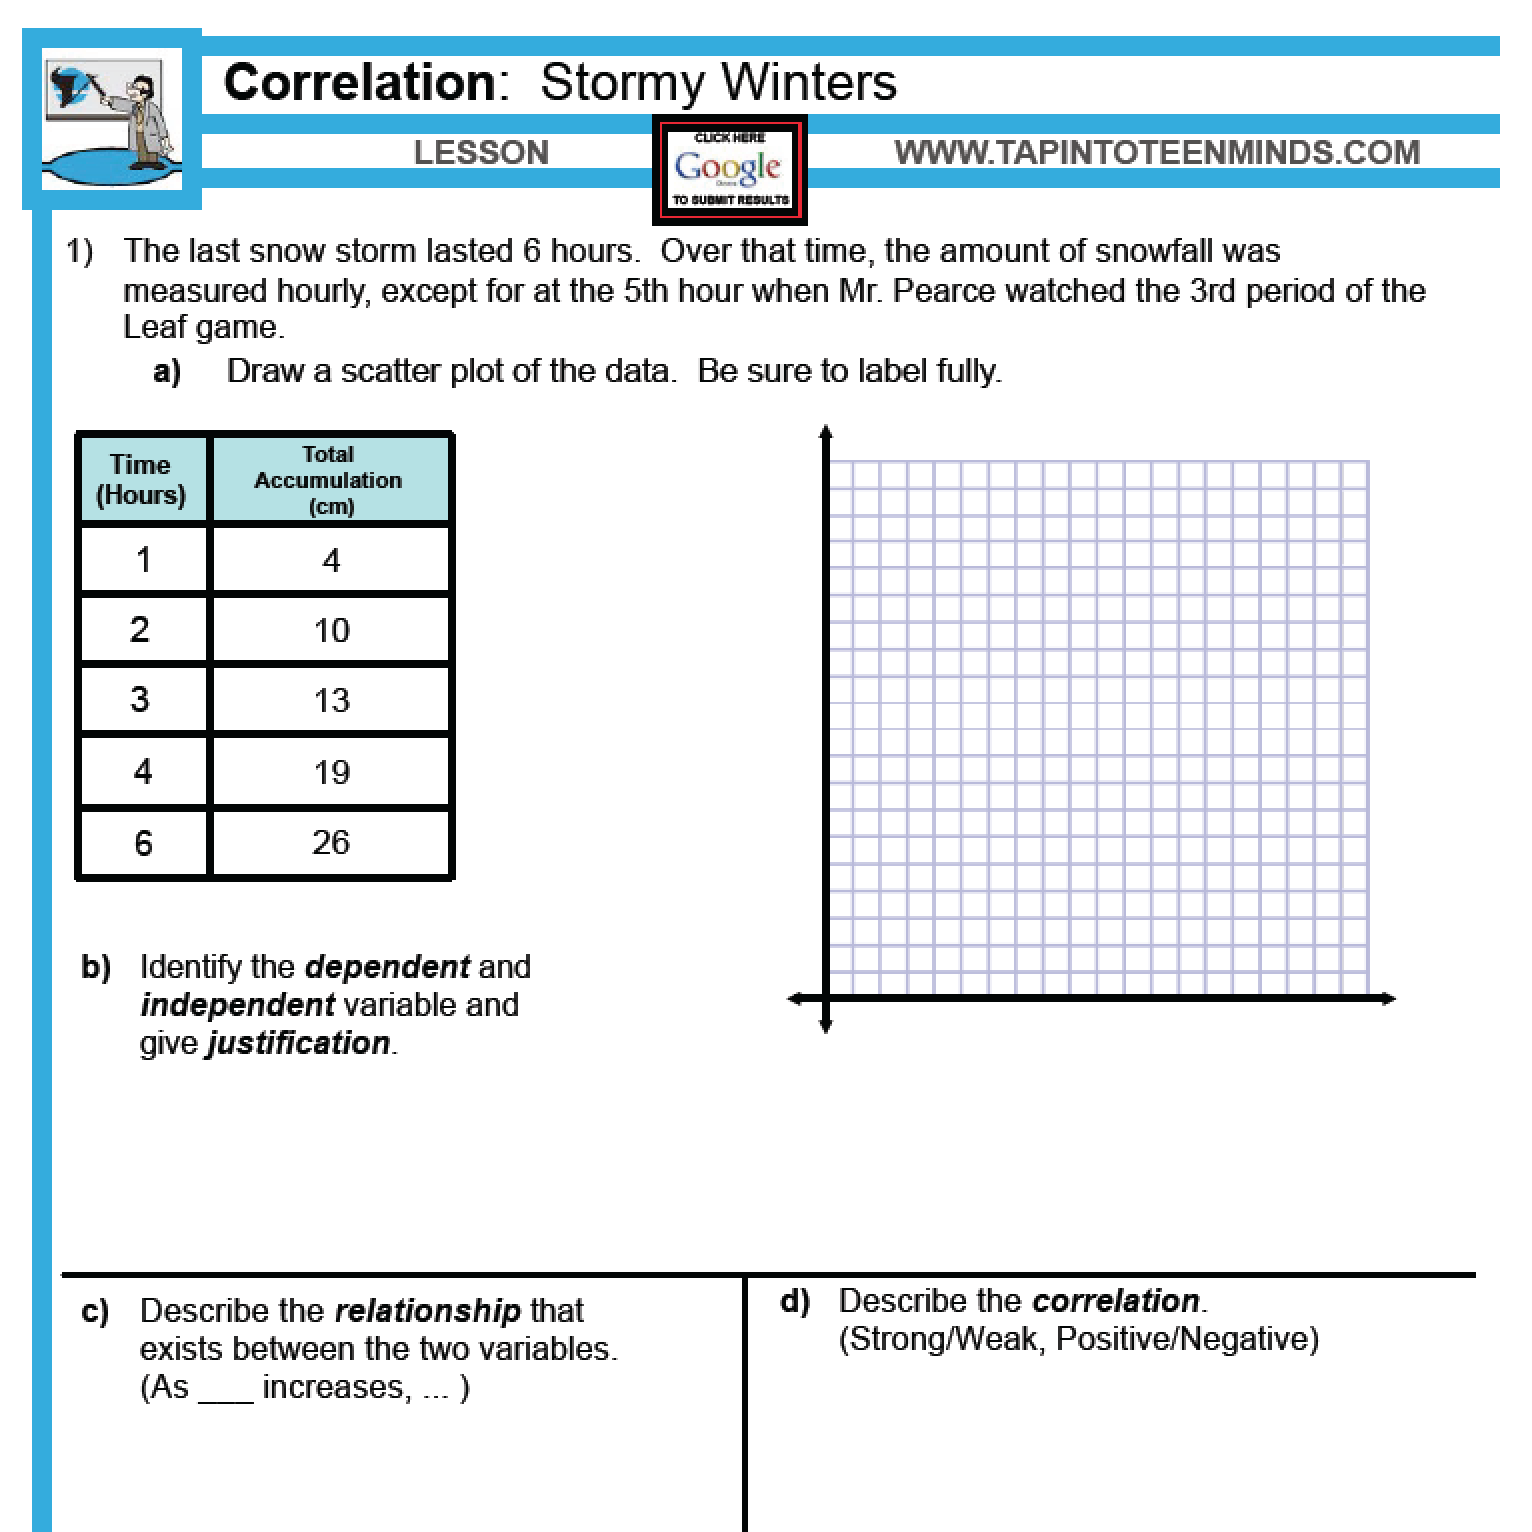 Correlation: Stormy Winters
LESSON
CLICK HERE
Google
TO SUBMIT RESULTS
WWW.TAPINTOTEENMINDS.COM
1) The last snow storm lasted 6 hours. Over that time, the amount of snowfall was
measured hourly, except for at the 5th hour when Mr. Pearce watched the 3rd period of the
Leaf game.
a) Draw a scatter plot of the data. Be sure to label fully.
Time
(Hours)
Total
Accumulation
(cm)
1 4
2 10
3 13
4 19
6 26
b) Identify the dependent and
independent variable and
give justification.
c) Describe the relationship that
exists between the two variables.
(As ___ increases, ... )
d) Describe the correlation.
(Strong/Weak, Positive/Negative)